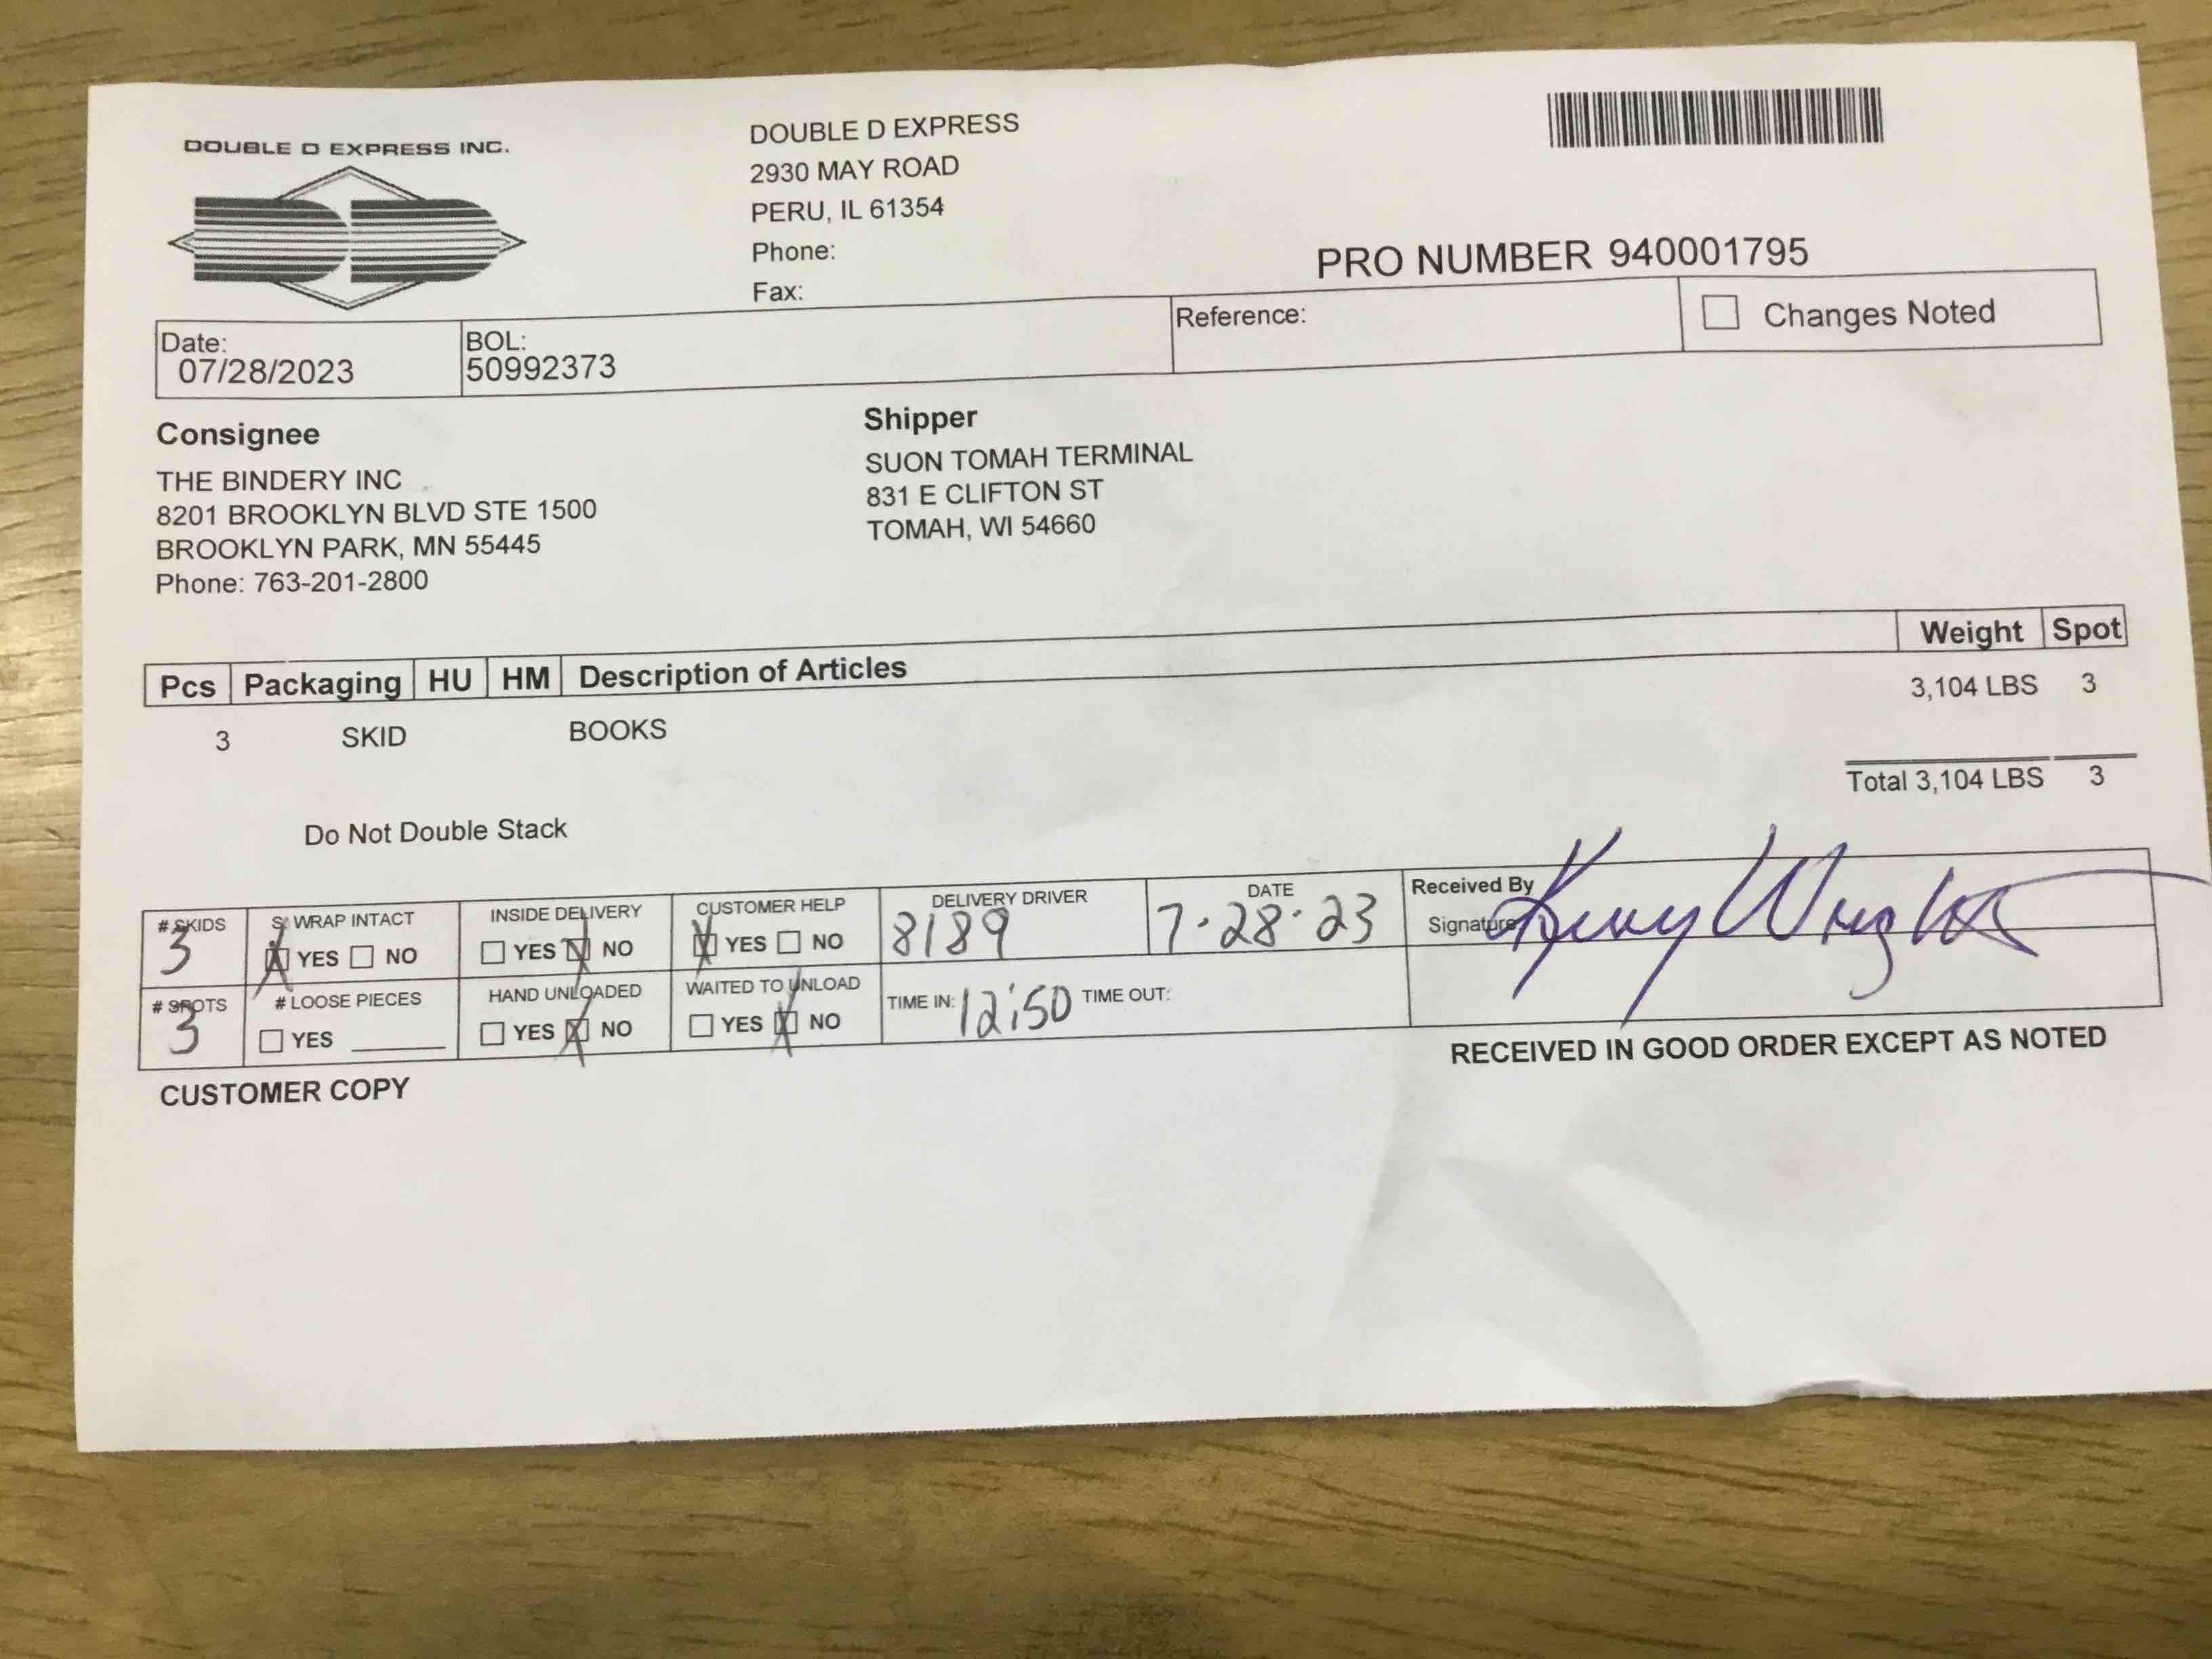 DOUBLE D EXPRESS INC.
DOUBLE D EXPRESS
2930 MAY ROAD
PERU, IL 61354
Phone:
Fax:
PRO NUMBER 940001795
Date:
07/28/2023
BOL:
50992373
Reference:
Changes Noted
Consignee
THE BINDERY INC
8201 BROOKLYN BLVD STE 1500
BROOKLYN PARK, MN 55445
Phone: 763-201-2800
Shipper
SUON TOMAH TERMINAL
831 E CLIFTON ST
TOMAH, WI 54660
Pcs Packaging HU HM Description of Articles Weight Spot
3 SKID BOOKS 3,104 LBS 3
Total 3,104 LBS 3
Do Not Double Stack
# SKIDS
3
S/ WRAP INTACT
YES NO
INSIDE DELIVERY
YES NO
CUSTOMER HELP
YES NO
DELIVERY DRIVER
8189
DATE
7.28.23
Received By
Signature
# SPOTS
3
# LOOSE PIECES
YES
HAND UNLOADED
YES NO
WAITED TO UNLOAD
YES NO
TIME IN: 12:50 TIME OUT:
RECEIVED IN GOOD ORDER EXCEPT AS NOTED
CUSTOMER COPY